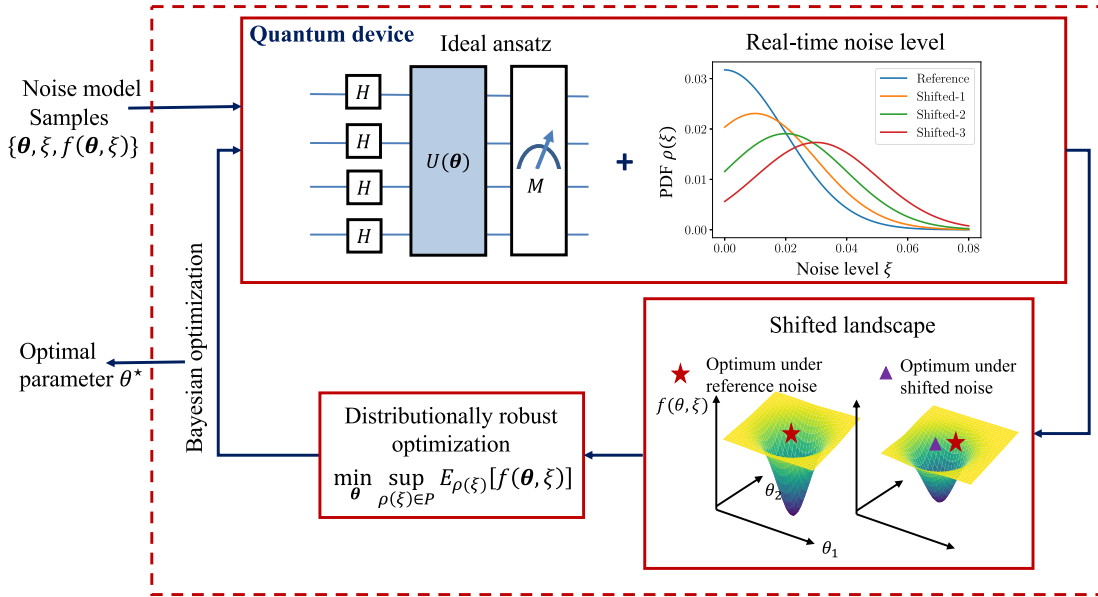 Quantum device
Ideal ansatz
Real-time noise level
Noise model
Samples
{𝜽, ξ, f(𝜽, ξ)}
H
H
H
H
U(𝜽)
M
+
Reference
Shifted-1
Shifted-2
Shifted-3
PDF ρ(ξ)
0.03
0.02
0.01
0.00
0.00
0.02
0.04
0.06
0.08
Noise level ξ
Optimal
parameter θ⋆
Bayesian optimization
Distributionally robust
optimization
min sup E_{ρ(ξ)}[f(𝜽, ξ)]
𝜽 ρ(ξ)∈P
Shifted landscape
Optimum under
reference noise
Optimum under
shifted noise
f(θ, ξ)
θ₂
θ₁